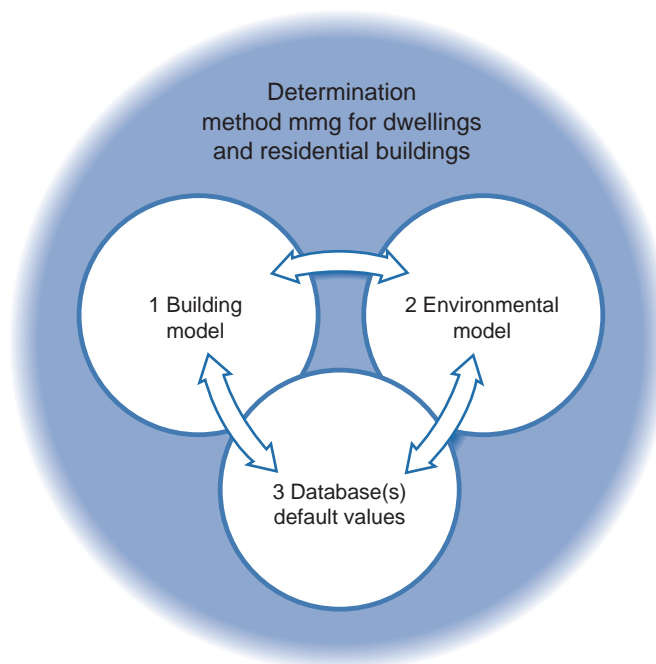 Determination
method mmg for dwellings
and residential buildings
1 Building
model
2 Environmental
model
3 Database(s)
default values